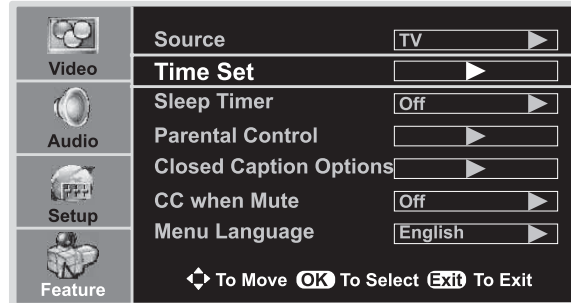 Video
Audio
Setup
Feature
Source TV
Time Set
Sleep Timer Off
Parental Control
Closed Caption Options
CC when Mute Off
Menu Language English
To Move OK To Select Exit To Exit